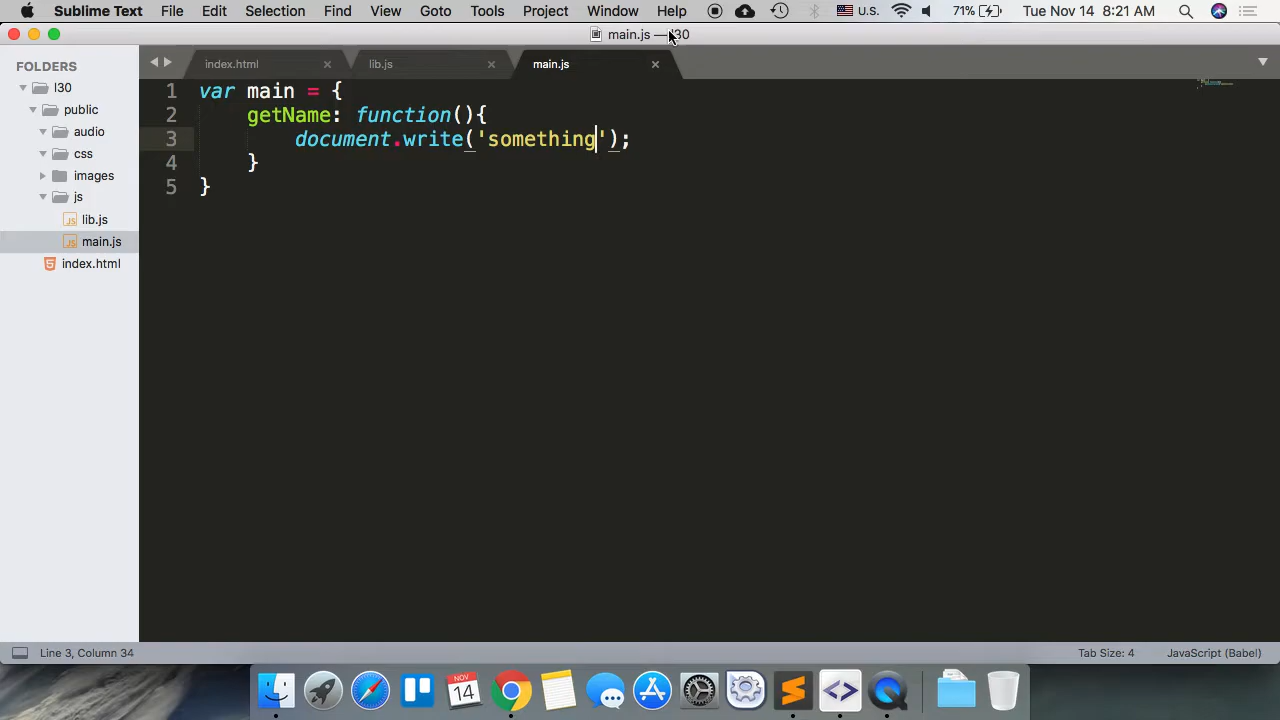 Sublime Text File Edit Selection Find View Goto Tools Project Window Help U.S. 71% Tue Nov 14 8:21 AM
main.js — l30
FOLDERS
l30
public
audio
css
images
js
lib.js
main.js
index.html
index.html × lib.js × main.js ×
1 var main = {
2 getName: function(){
3 document.write('something');
4 }
5 }
Line 3, Column 34 Tab Size: 4 JavaScript (Babel)
NOV
14